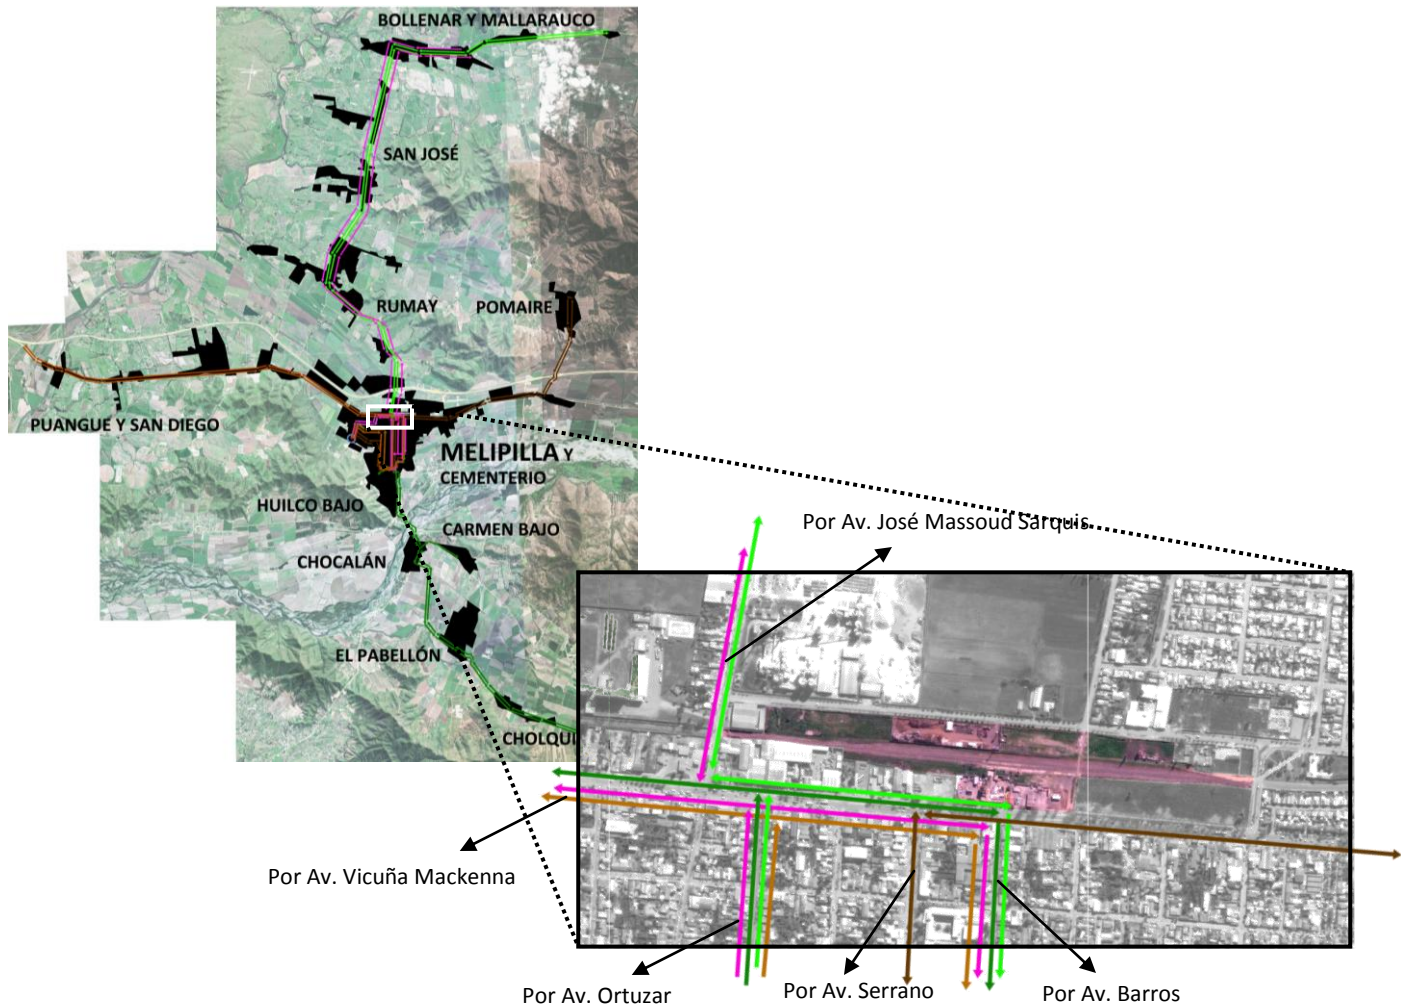 BOLLENAR Y MALLARAUCO
SAN JOSÉ
RUMAY
POMAIRE
PUANGUE Y SAN DIEGO
MELIPILLA Y
CEMENTERIO
HUILCO BAJO
CARMEN BAJO
CHOCALÁN
EL PABELLÓN
CHOLQUI
Por Av. José Massoud Sarquis
Por Av. Vicuña Mackenna
Por Av. Ortuzar
Por Av. Serrano
Por Av. Barros